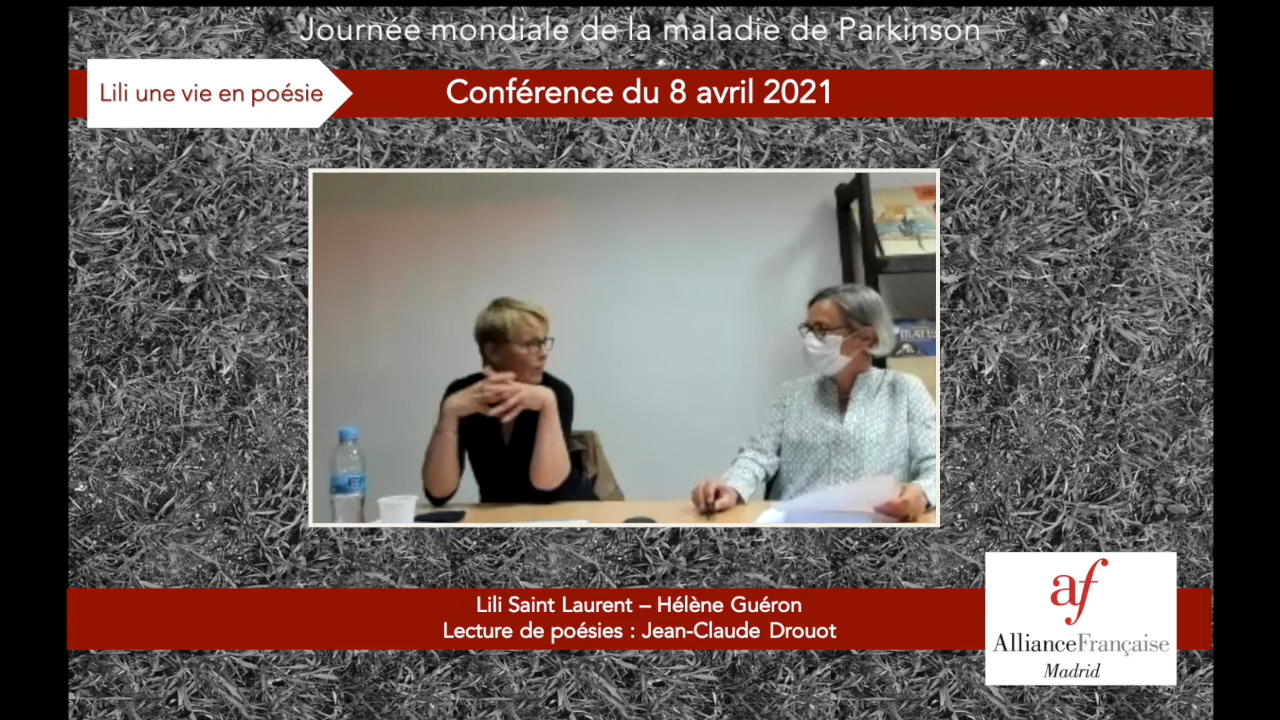 Journée mondiale de la maladie de Parkinson
Lili une vie en poésie
Conférence du 8 avril 2021
Lili Saint Laurent – Hélène Guéron
Lecture de poésies : Jean-Claude Drouot
af
AllianceFrançaise
Madrid